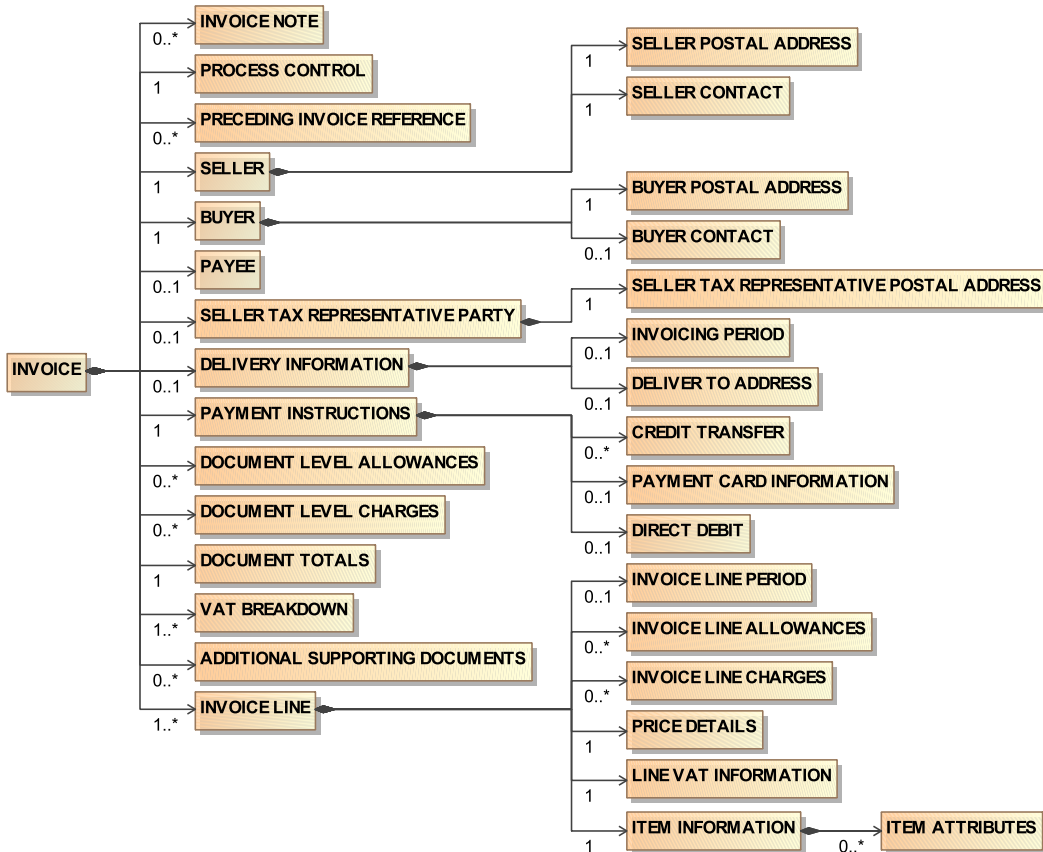 INVOICE
INVOICE NOTE
0..*
PROCESS CONTROL
1
PRECEDING INVOICE REFERENCE
0..*
SELLER
1
BUYER
1
PAYEE
0..1
SELLER TAX REPRESENTATIVE PARTY
0..1
DELIVERY INFORMATION
0..1
PAYMENT INSTRUCTIONS
1
DOCUMENT LEVEL ALLOWANCES
0..*
DOCUMENT LEVEL CHARGES
0..*
DOCUMENT TOTALS
1
VAT BREAKDOWN
1..*
ADDITIONAL SUPPORTING DOCUMENTS
0..*
INVOICE LINE
1..*
SELLER POSTAL ADDRESS
1
SELLER CONTACT
1
BUYER POSTAL ADDRESS
1
BUYER CONTACT
0..1
SELLER TAX REPRESENTATIVE POSTAL ADDRESS
1
INVOICING PERIOD
0..1
DELIVER TO ADDRESS
0..1
CREDIT TRANSFER
0..*
PAYMENT CARD INFORMATION
0..1
DIRECT DEBIT
0..1
INVOICE LINE PERIOD
0..1
INVOICE LINE ALLOWANCES
0..*
INVOICE LINE CHARGES
0..*
PRICE DETAILS
1
LINE VAT INFORMATION
1
ITEM INFORMATION
1
ITEM ATTRIBUTES
0..*